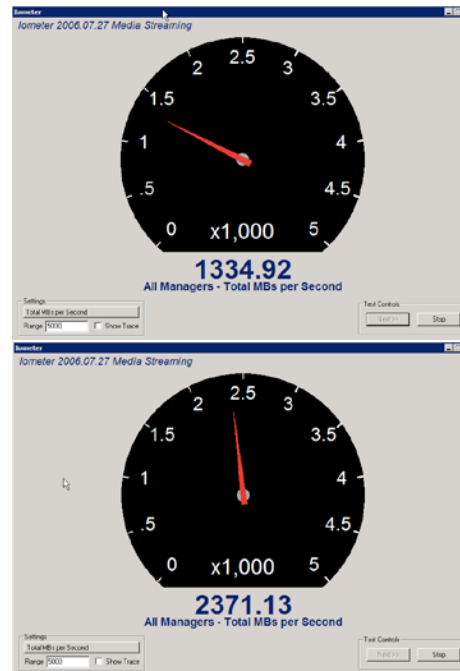 Iometer
Iometer 2006.07.27 Media Streaming
2.5
2 3
1.5 3.5
1 4
.5 4.5
0 x1,000 5
1334.92
All Managers - Total MBs per Second
Settings
Total MBs per Second
Range 5000 Show Trace
Test Controls
Next >> Stop
Iometer
Iometer 2006.07.27 Media Streaming
2.5
2 3
1.5 3.5
1 4
.5 4.5
0 x1,000 5
2371.13
All Managers - Total MBs per Second
Settings
Total MBs per Second
Range 5000 Show Trace
Test Controls
Next >> Stop